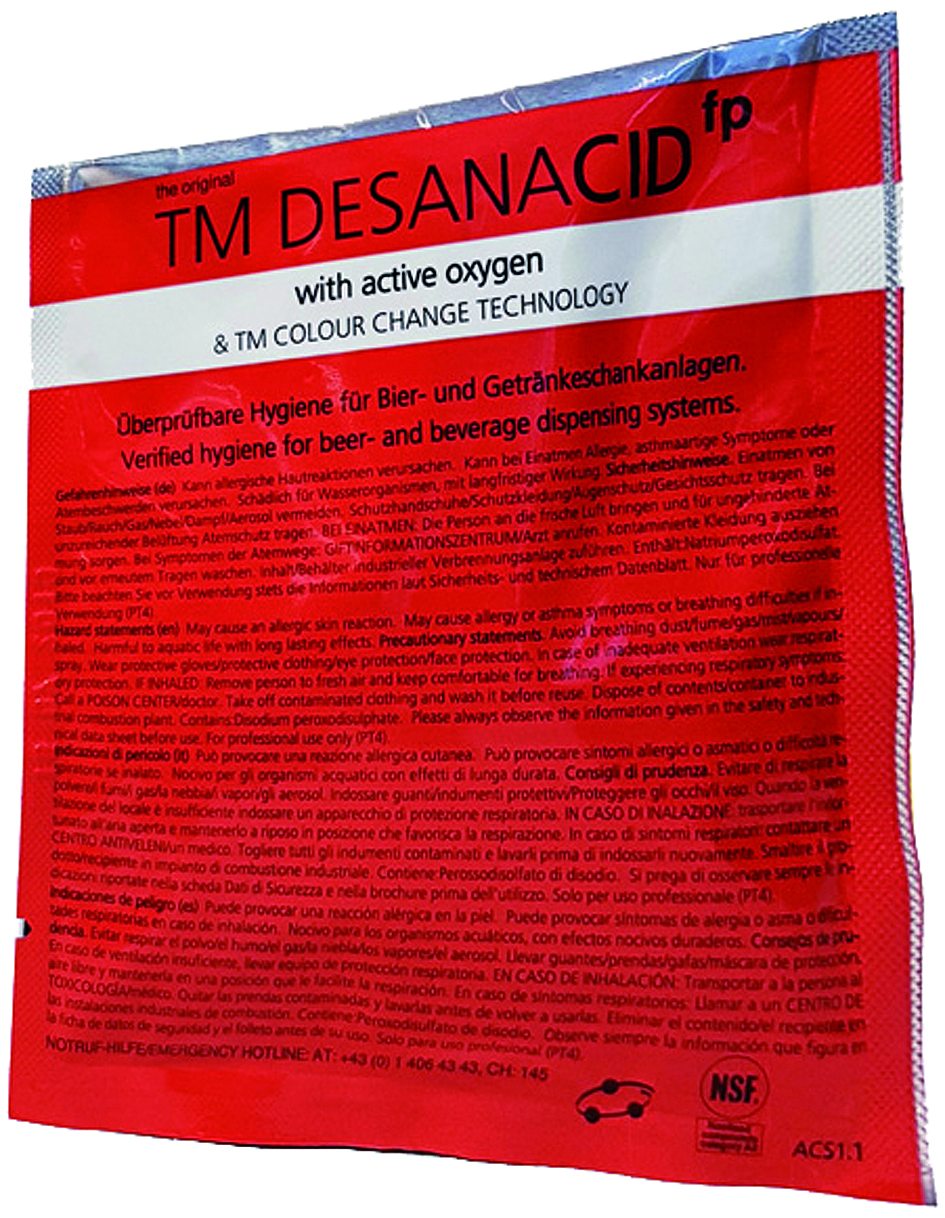 the original
TM DESANACID fp
with active oxygen
& TM COLOUR CHANGE TECHNOLOGY
Überprüfbare Hygiene für Bier- und Getränkeschankanlagen.
Verified hygiene for beer- and beverage dispensing systems.
Gefahrenhinweise (de) Kann allergische Hautreaktionen verursachen. Kann bei Einatmen Allergie, asthmaartige Symptome oder
Atembeschwerden verursachen. Schädlich für Wasserorganismen, mit langfristiger Wirkung. Sicherheitshinweise. Einatmen von
Staub/Rauch/Gas/Nebel/Dampf/Aerosol vermeiden. Schutzhandschuhe/Schutzkleidung/Augenschutz/Gesichtsschutz tragen. Bei
unzureichender Belüftung Atemschutz tragen. BEI EINATMEN: Die Person an die frische Luft bringen und für ungehinderte At-
mung sorgen. Bei Symptomen der Atemwege: GIFTINFORMATIONSZENTRUM/Arzt anrufen. Kontaminierte Kleidung ausziehen
und vor erneutem Tragen waschen. Inhalt/Behälter industrieller Verbrennungsanlage zuführen. Enthält:Natriumperoxodisulfat.
Bitte beachten Sie vor Verwendung stets die Informationen laut Sicherheits- und technischem Datenblatt. Nur für professionelle
Verwendung (PT4)
Hazard statements (en) May cause an allergic skin reaction. May cause allergy or asthma symptoms or breathing difficulties if in-
haled. Harmful to aquatic life with long lasting effects. Precautionary statements. Avoid breathing dust/fume/gas/mist/vapours/
spray. Wear protective gloves/protective clothing/eye protection/face protection. In case of inadequate ventilation wear respirat-
ory protection. IF INHALED: Remove person to fresh air and keep comfortable for breathing. If experiencing respiratory symptoms:
Call a POISON CENTER/doctor. Take off contaminated clothing and wash it before reuse. Dispose of contents/container to indus-
trial combustion plant. Contains:Disodium peroxodisulphate. Please always observe the information given in the safety and tech-
nical data sheet before use. For professional use only (PT4).
Indicazioni di pericolo (it) Può provocare una reazione allergica cutanea. Può provocare sintomi allergici o asmatici o difficoltà re-
spiratorie se inalato. Nocivo per gli organismi acquatici con effetti di lunga durata. Consigli di prudenza. Evitare di respirare la
polvere/i fumi/i gas/la nebbia/i vapori/gli aerosol. Indossare guanti/indumenti protettivi/Proteggere gli occhi/il viso. Quando la ven-
tilazione del locale è insufficiente indossare un apparecchio di protezione respiratoria. IN CASO DI INALAZIONE: trasportare l'infor-
tunato all'aria aperta e mantenerlo a riposo in posizione che favorisca la respirazione. In caso di sintomi respiratori: contattare un
CENTRO ANTIVELENI/un medico. Togliere tutti gli indumenti contaminati e lavarli prima di indossarli nuovamente. Smaltire il pro-
dotto/recipiente in impianto di combustione industriale. Contiene:Perossodisolfato di disodio. Si prega di osservare sempre le in-
dicazioni riportate nella scheda Dati di Sicurezza e nella brochure prima dell'utilizzo. Solo per uso professionale (PT4).
Indicaciones de peligro (es) Puede provocar una reacción alérgica en la piel. Puede provocar síntomas de alergia o asma o dificul-
tades respiratorias en caso de inhalación. Nocivo para los organismos acuáticos, con efectos nocivos duraderos. Consejos de pru-
dencia. Evitar respirar el polvo/el humo/el gas/la niebla/los vapores/el aerosol. Llevar guantes/prendas/gafas/máscara de protección.
En caso de ventilación insuficiente, llevar equipo de protección respiratoria. EN CASO DE INHALACIÓN: Transportar a la persona al
aire libre y mantenerla en una posición que le facilite la respiración. En caso de síntomas respiratorios: Llamar a un CENTRO DE
TOXICOLOGÍA/médico. Quitar las prendas contaminadas y lavarlas antes de volver a usarlas. Eliminar el contenido/el recipiente en
las instalaciones industriales de combustión. Contiene:Peroxodisulfato de disodio. Observe siempre la información que figura en
la ficha de datos de seguridad y el folleto antes de su uso. Solo para uso profesional (PT4)
NOTRUF-HILFE/EMERGENCY HOTLINE: AT: +43 (0) 1 406 43 43, CH: 145
NSF.
ACS1.1